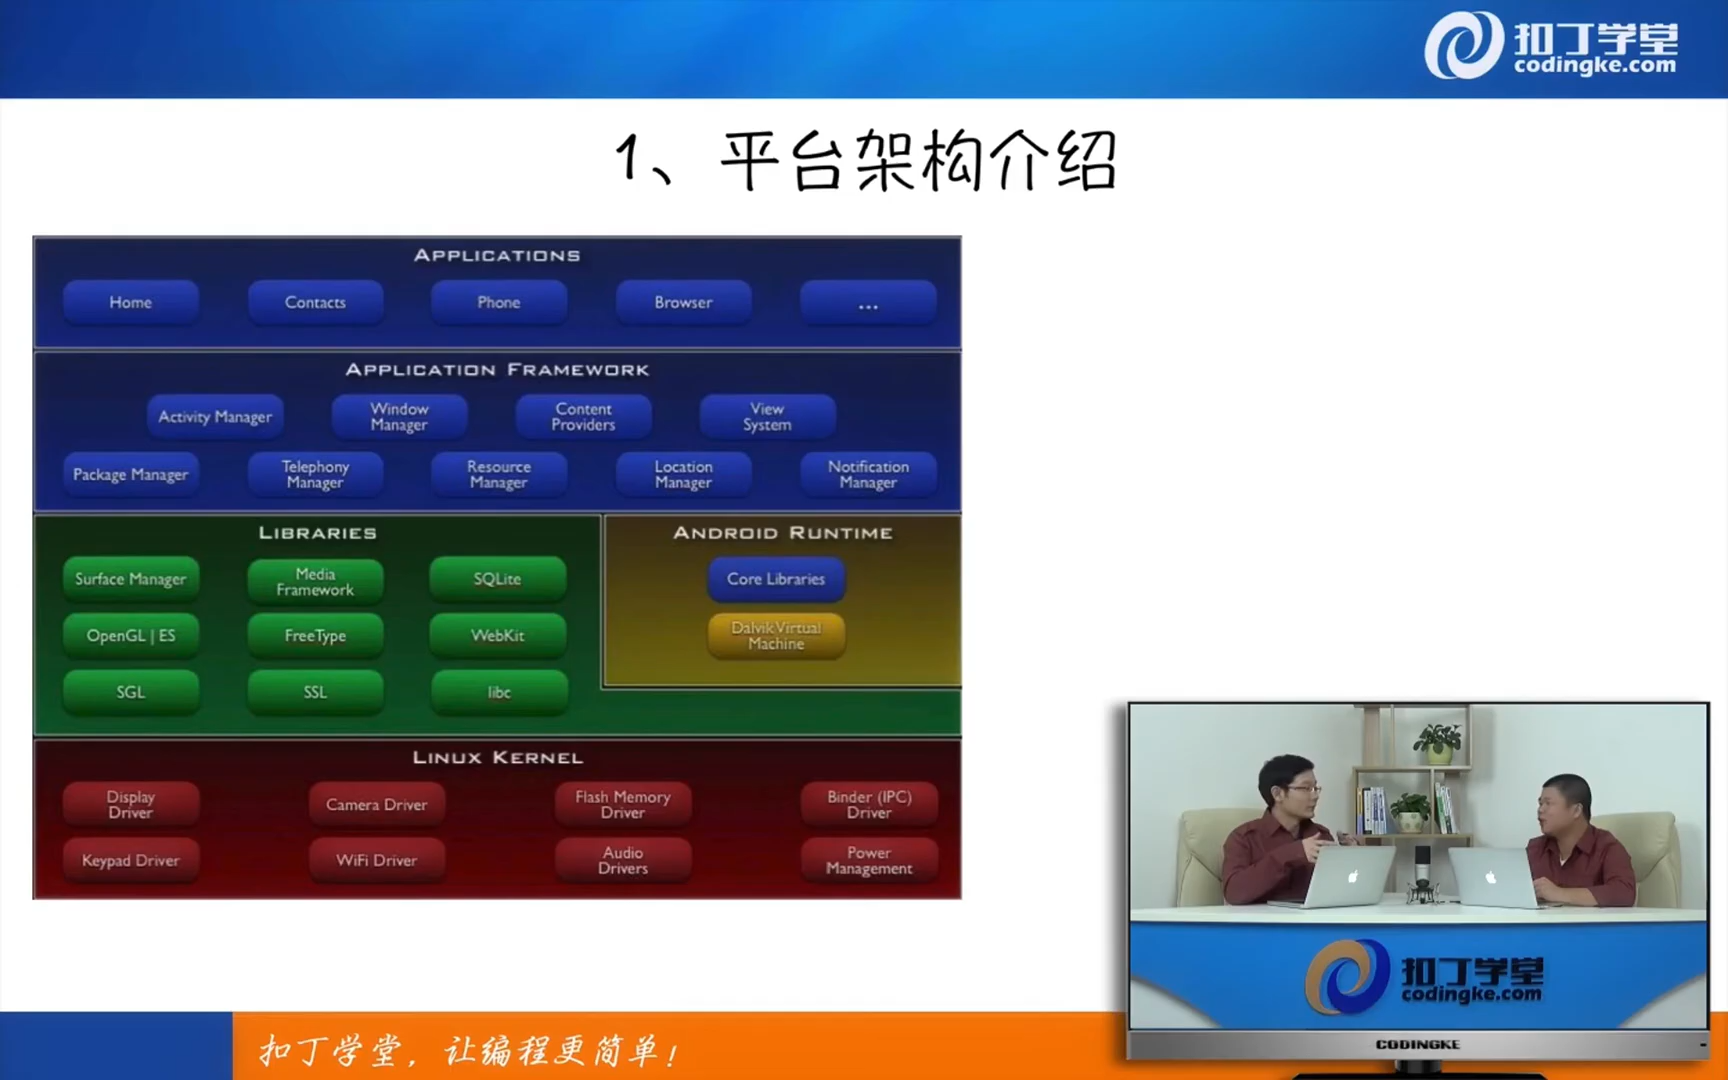 扣丁学堂
codingke.com
1、平台架构介绍
APPLICATIONS
Home
Contacts
Phone
Browser
...
APPLICATION FRAMEWORK
Activity Manager
Window
Manager
Content
Providers
View
System
Package Manager
Telephony
Manager
Resource
Manager
Location
Manager
Notification
Manager
LIBRARIES
Surface Manager
Media
Framework
SQLite
OpenGL | ES
FreeType
WebKit
SGL
SSL
libc
ANDROID RUNTIME
Core Libraries
Dalvik Virtual
Machine
LINUX KERNEL
Display
Driver
Camera Driver
Flash Memory
Driver
Binder (IPC)
Driver
Keypad Driver
WiFi Driver
Audio
Drivers
Power
Management
扣丁学堂
codingke.com
CODINGKE
扣丁学堂，让编程更简单！